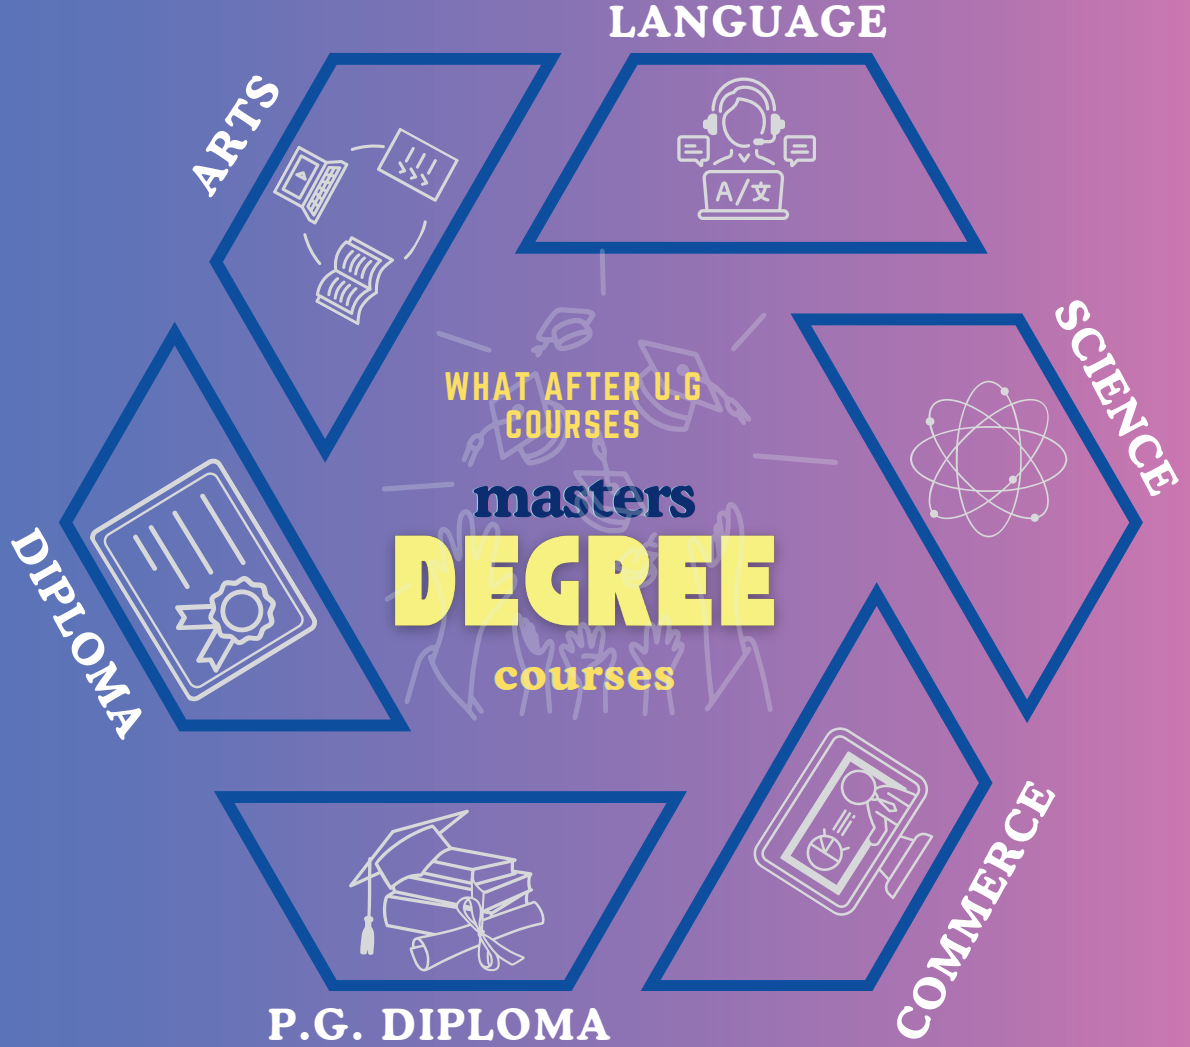 LANGUAGE
ARTS
A/文
SCIENCE
WHAT AFTER U.G
COURSES
masters
DEGREE
courses
DIPLOMA
COMMERCE
P.G. DIPLOMA